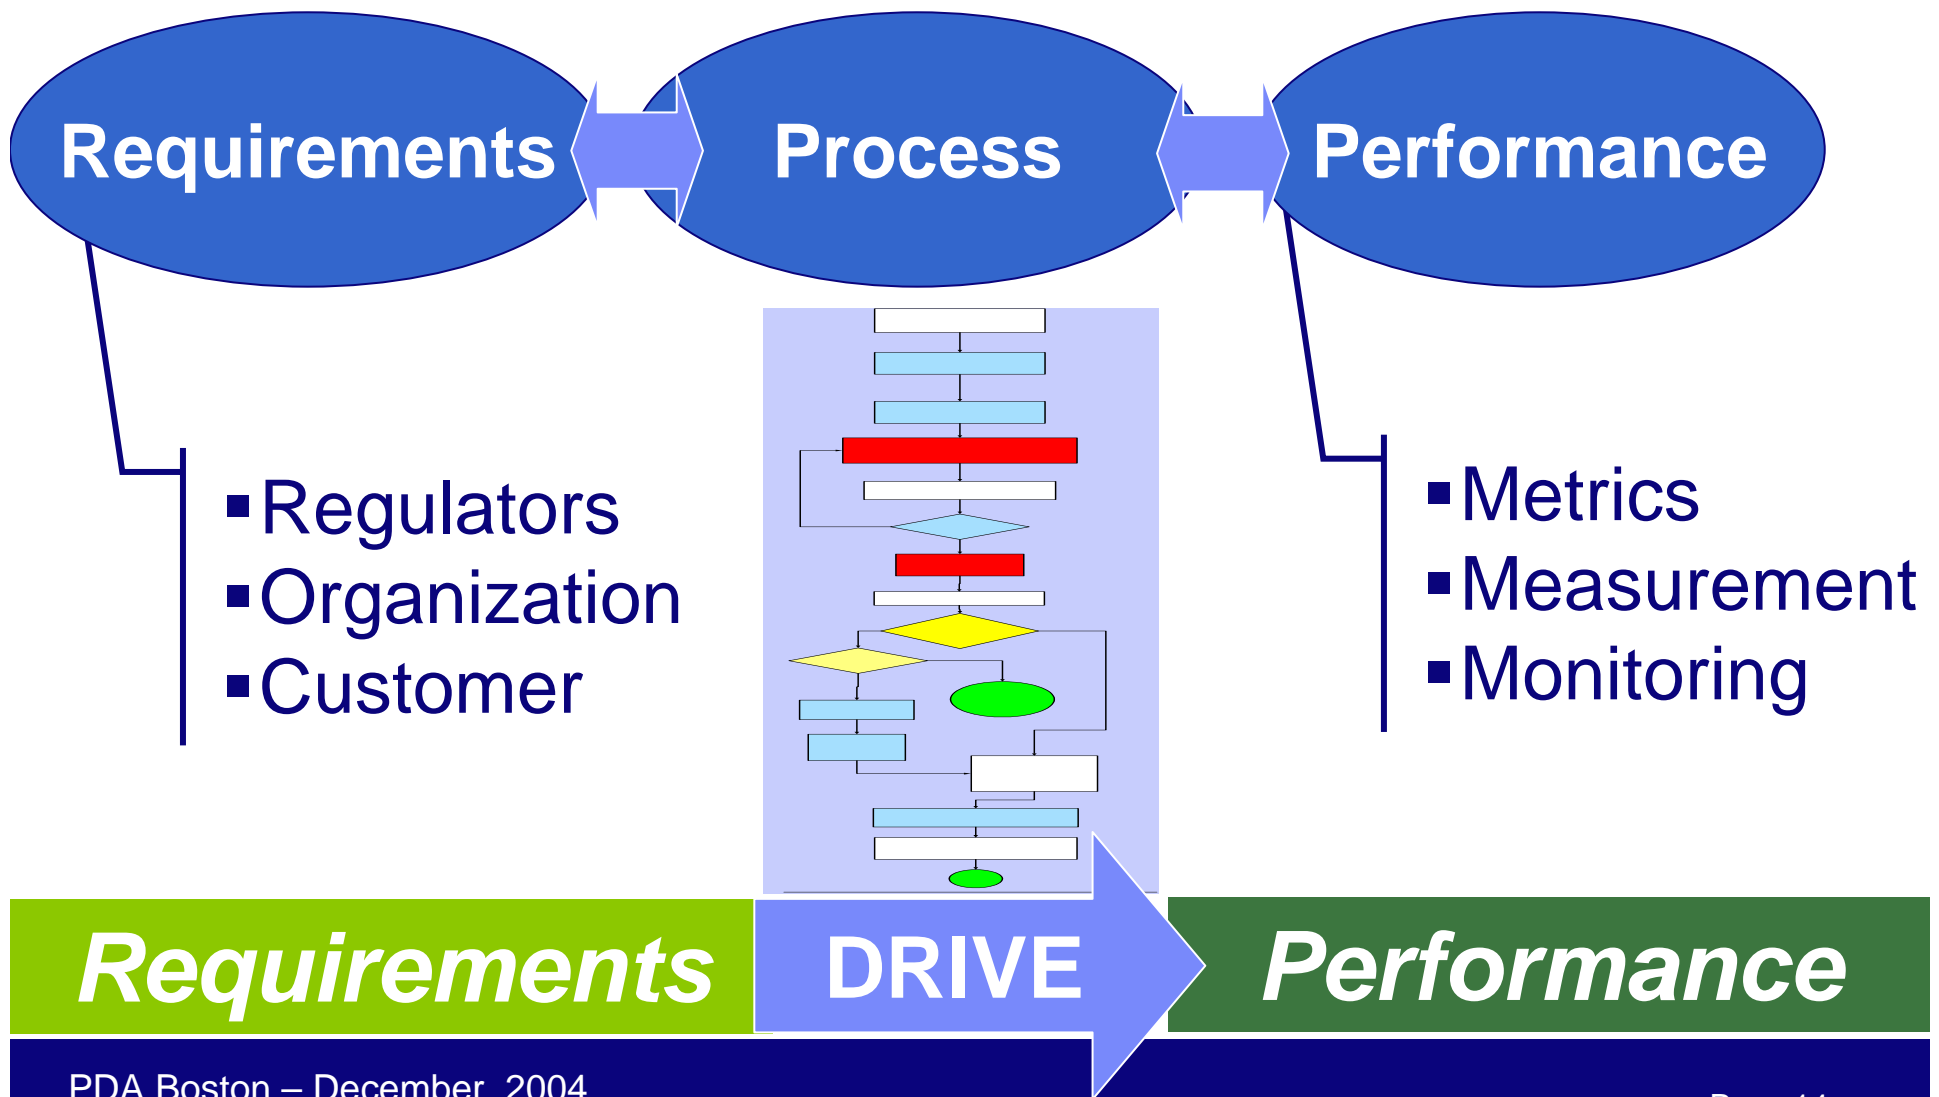 Requirements Process Performance
▪Regulators
▪Organization
▪Customer
▪Metrics
▪Measurement
▪Monitoring
Requirements DRIVE Performance
PDA Boston – December, 2004